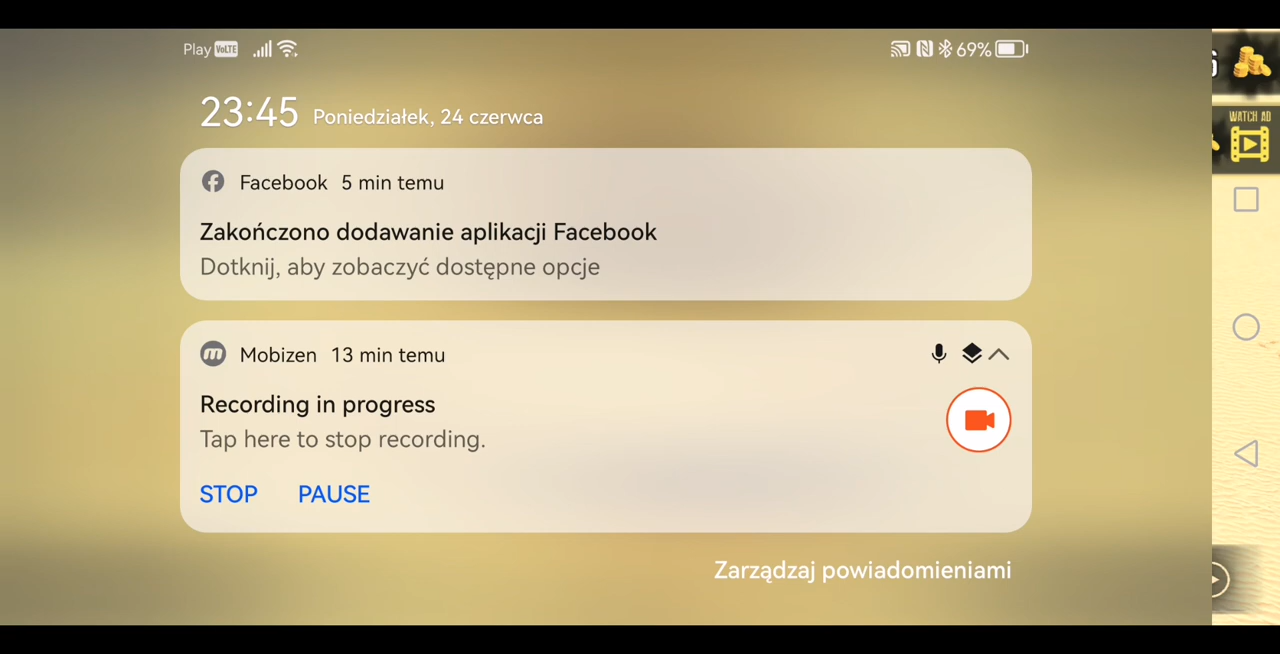 Play VoLTE
69%
23:45 Poniedziałek, 24 czerwca
Facebook 5 min temu
Zakończono dodawanie aplikacji Facebook
Dotknij, aby zobaczyć dostępne opcje
Mobizen 13 min temu
Recording in progress
Tap here to stop recording.
STOP PAUSE
Zarządzaj powiadomieniami
WATCH AD